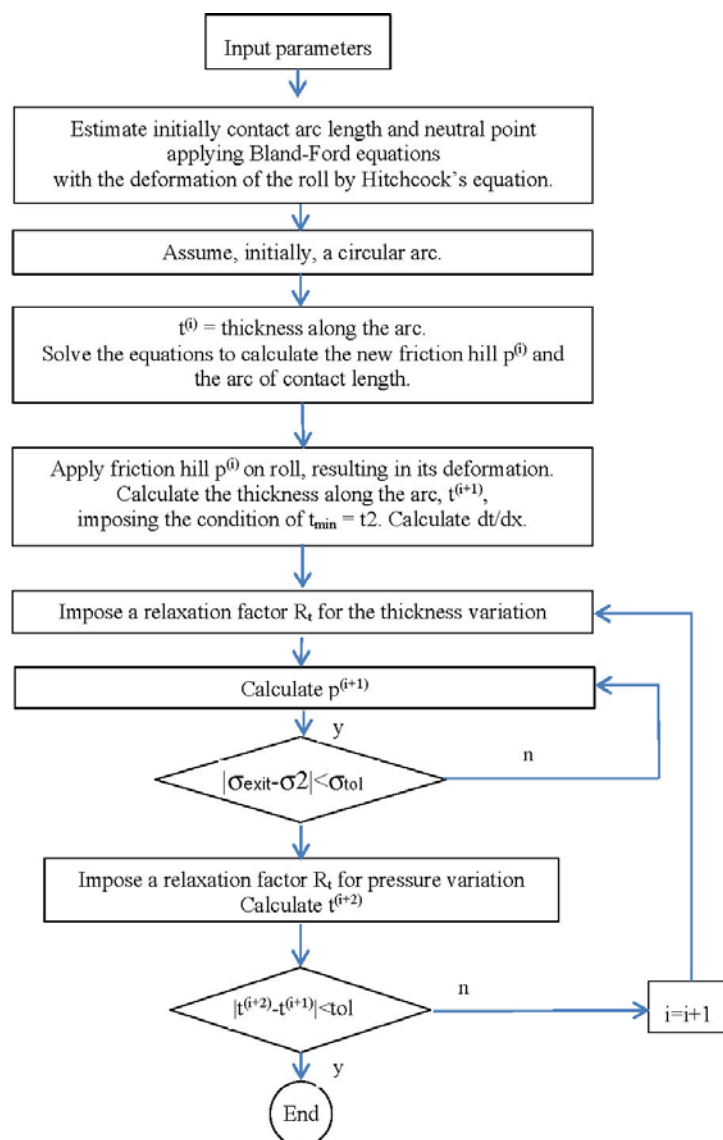 Input parameters
Estimate initially contact arc length and neutral point
applying Bland-Ford equations
with the deformation of the roll by Hitchcock's equation.
Assume, initially, a circular arc.
t⁽ⁱ⁾ = thickness along the arc.
Solve the equations to calculate the new friction hill p⁽ⁱ⁾ and
the arc of contact length.
Apply friction hill p⁽ⁱ⁾ on roll, resulting in its deformation.
Calculate the thickness along the arc, t⁽ⁱ⁺¹⁾,
imposing the condition of tₘᵢₙ = t2. Calculate dt/dx.
Impose a relaxation factor Rₜ for the thickness variation
Calculate p⁽ⁱ⁺¹⁾
y
n
|σexit-σ2|<σtol
Impose a relaxation factor Rₜ for pressure variation
Calculate t⁽ⁱ⁺²⁾
n
|t⁽ⁱ⁺²⁾-t⁽ⁱ⁺¹⁾|<tol
i=i+1
y
End